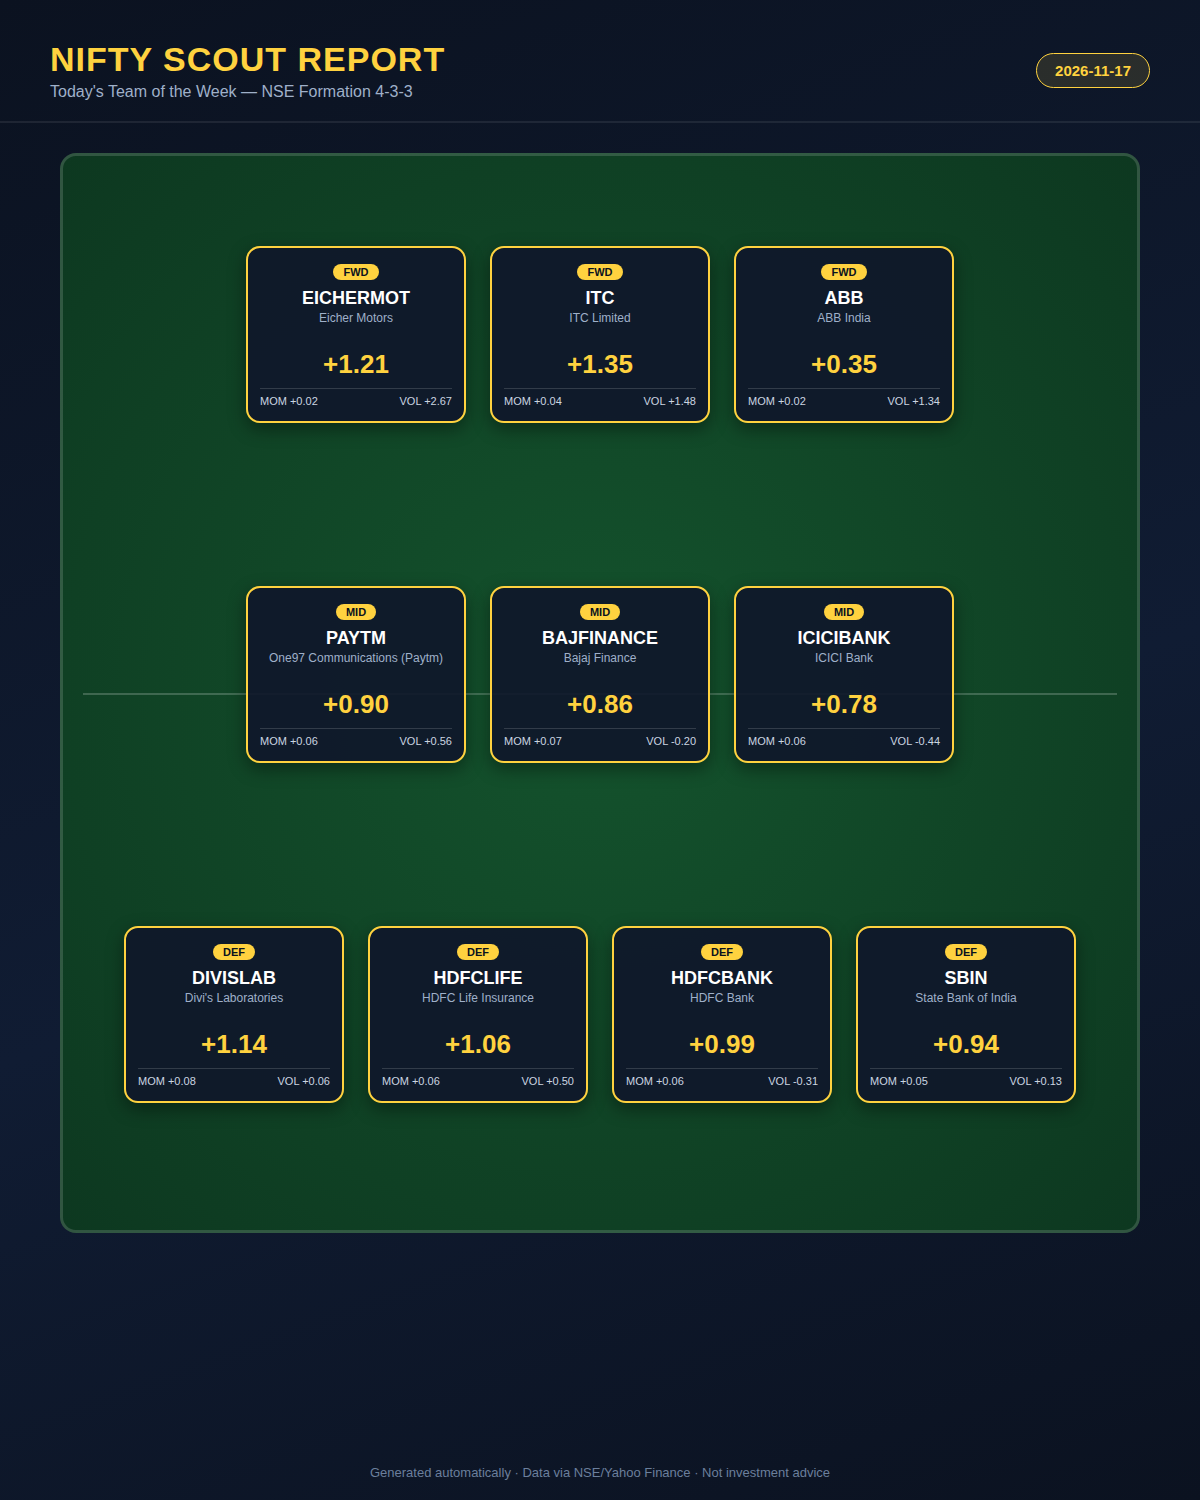 NIFTY SCOUT REPORT
Today's Team of the Week — NSE Formation 4-3-3
2026-11-17
FWD
EICHERMOT
Eicher Motors
+1.21
MOM +0.02 VOL +2.67
FWD
ITC
ITC Limited
+1.35
MOM +0.04 VOL +1.48
FWD
ABB
ABB India
+0.35
MOM +0.02 VOL +1.34
MID
PAYTM
One97 Communications (Paytm)
+0.90
MOM +0.06 VOL +0.56
MID
BAJFINANCE
Bajaj Finance
+0.86
MOM +0.07 VOL -0.20
MID
ICICIBANK
ICICI Bank
+0.78
MOM +0.06 VOL -0.44
DEF
DIVISLAB
Divi's Laboratories
+1.14
MOM +0.08 VOL +0.06
DEF
HDFCLIFE
HDFC Life Insurance
+1.06
MOM +0.06 VOL +0.50
DEF
HDFCBANK
HDFC Bank
+0.99
MOM +0.06 VOL -0.31
DEF
SBIN
State Bank of India
+0.94
MOM +0.05 VOL +0.13
Generated automatically · Data via NSE/Yahoo Finance · Not investment advice